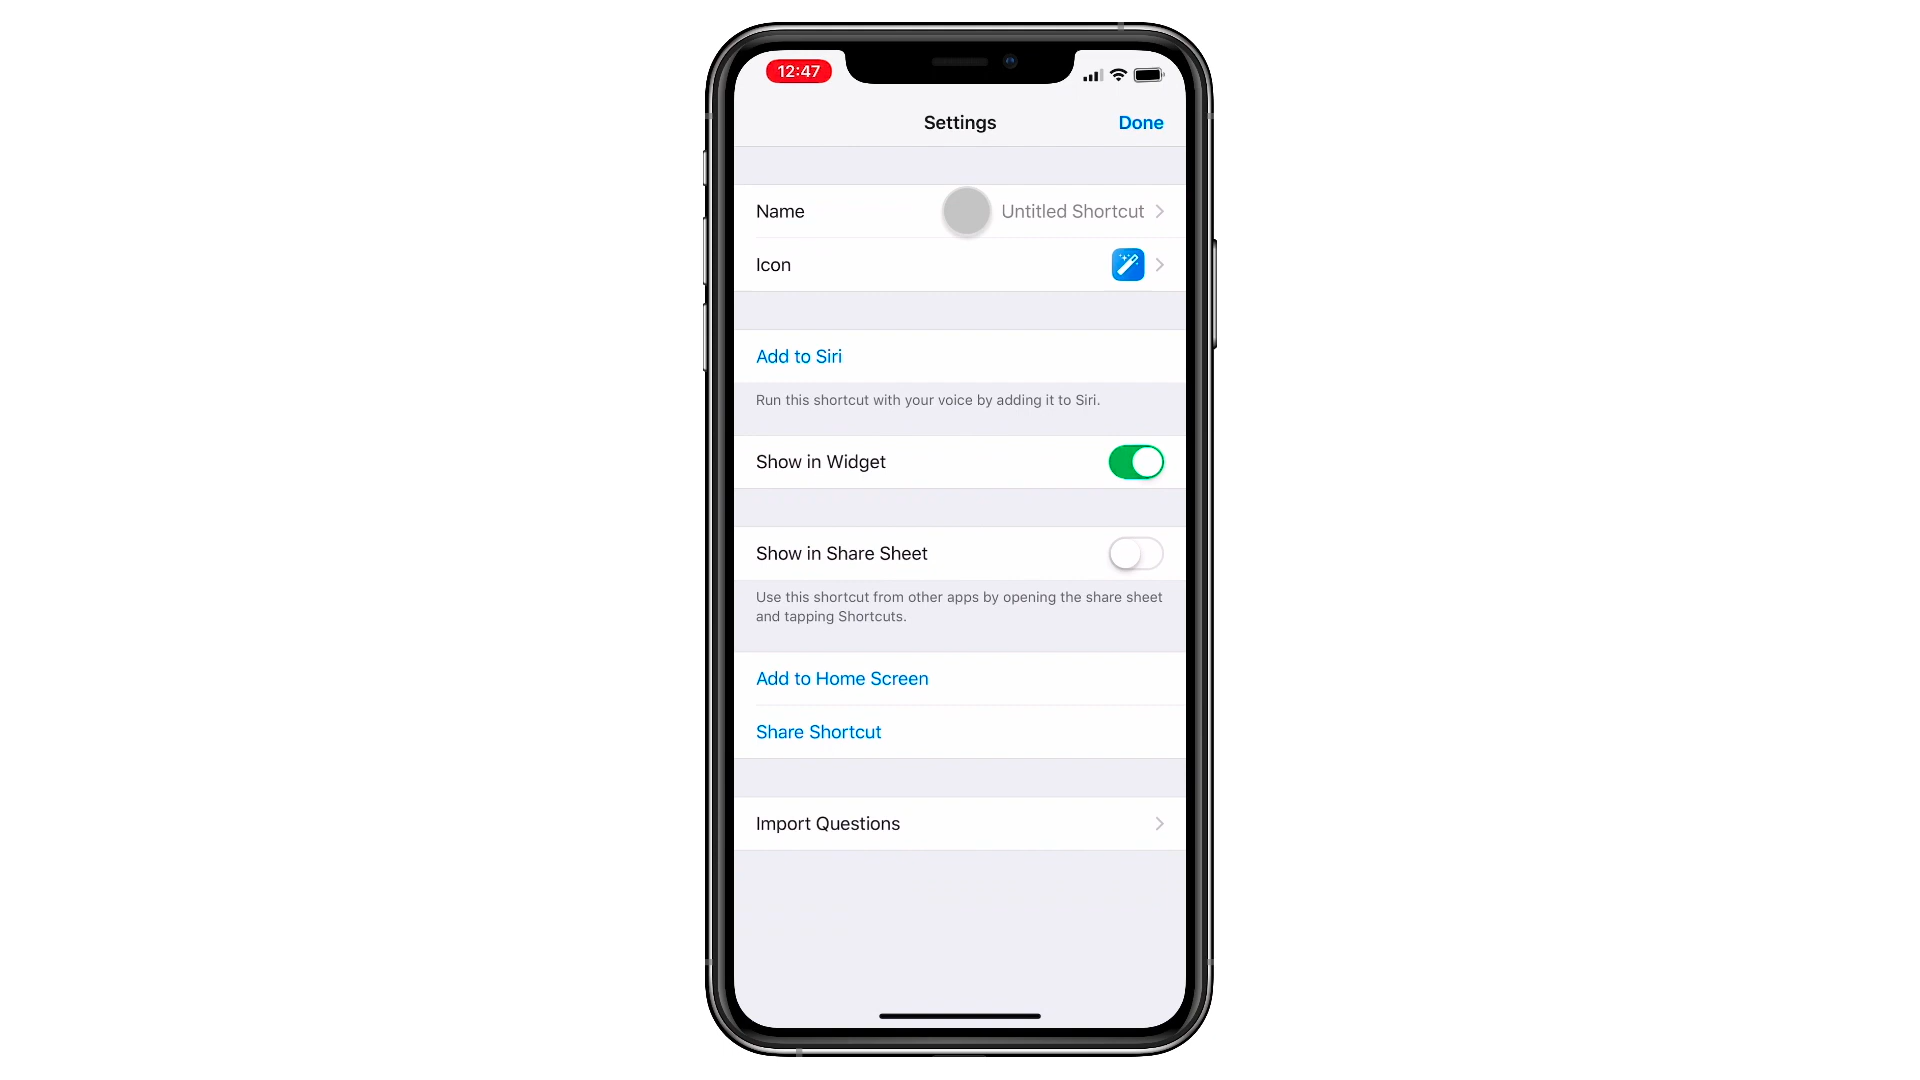 12:47
Settings
Done
Name
Untitled Shortcut
Icon
Add to Siri
Run this shortcut with your voice by adding it to Siri.
Show in Widget
Show in Share Sheet
Use this shortcut from other apps by opening the share sheet
and tapping Shortcuts.
Add to Home Screen
Share Shortcut
Import Questions